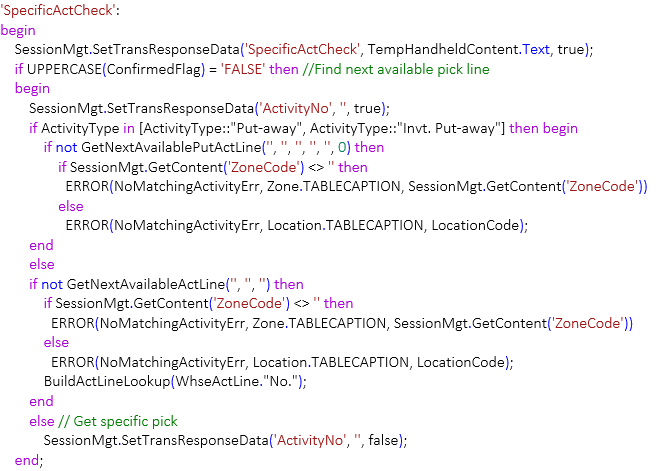 'SpecificActCheck':
begin
SessionMgt.SetTransResponseData('SpecificActCheck', TempHandheldContent.Text, true);
if UPPERCASE(ConfirmedFlag) = 'FALSE' then //Find next available pick line
begin
SessionMgt.SetTransResponseData('ActivityNo', '', true);
if ActivityType in [ActivityType::"Put-away", ActivityType::"Invt. Put-away"] then begin
if not GetNextAvailablePutActLine('', '', '', '', '', 0) then
if SessionMgt.GetContent('ZoneCode') <> '' then
ERROR(NoMatchingActivityErr, Zone.TABLECAPTION, SessionMgt.GetContent('ZoneCode'))
else
ERROR(NoMatchingActivityErr, Location.TABLECAPTION, LocationCode);
end
else
if not GetNextAvailableActLine('', '', '') then
if SessionMgt.GetContent('ZoneCode') <> '' then
ERROR(NoMatchingActivityErr, Zone.TABLECAPTION, SessionMgt.GetContent('ZoneCode'))
else
ERROR(NoMatchingActivityErr, Location.TABLECAPTION, LocationCode);
BuildActLineLookup(WhseActLine."No.");
end
else // Get specific pick
SessionMgt.SetTransResponseData('ActivityNo', '', false);
end;